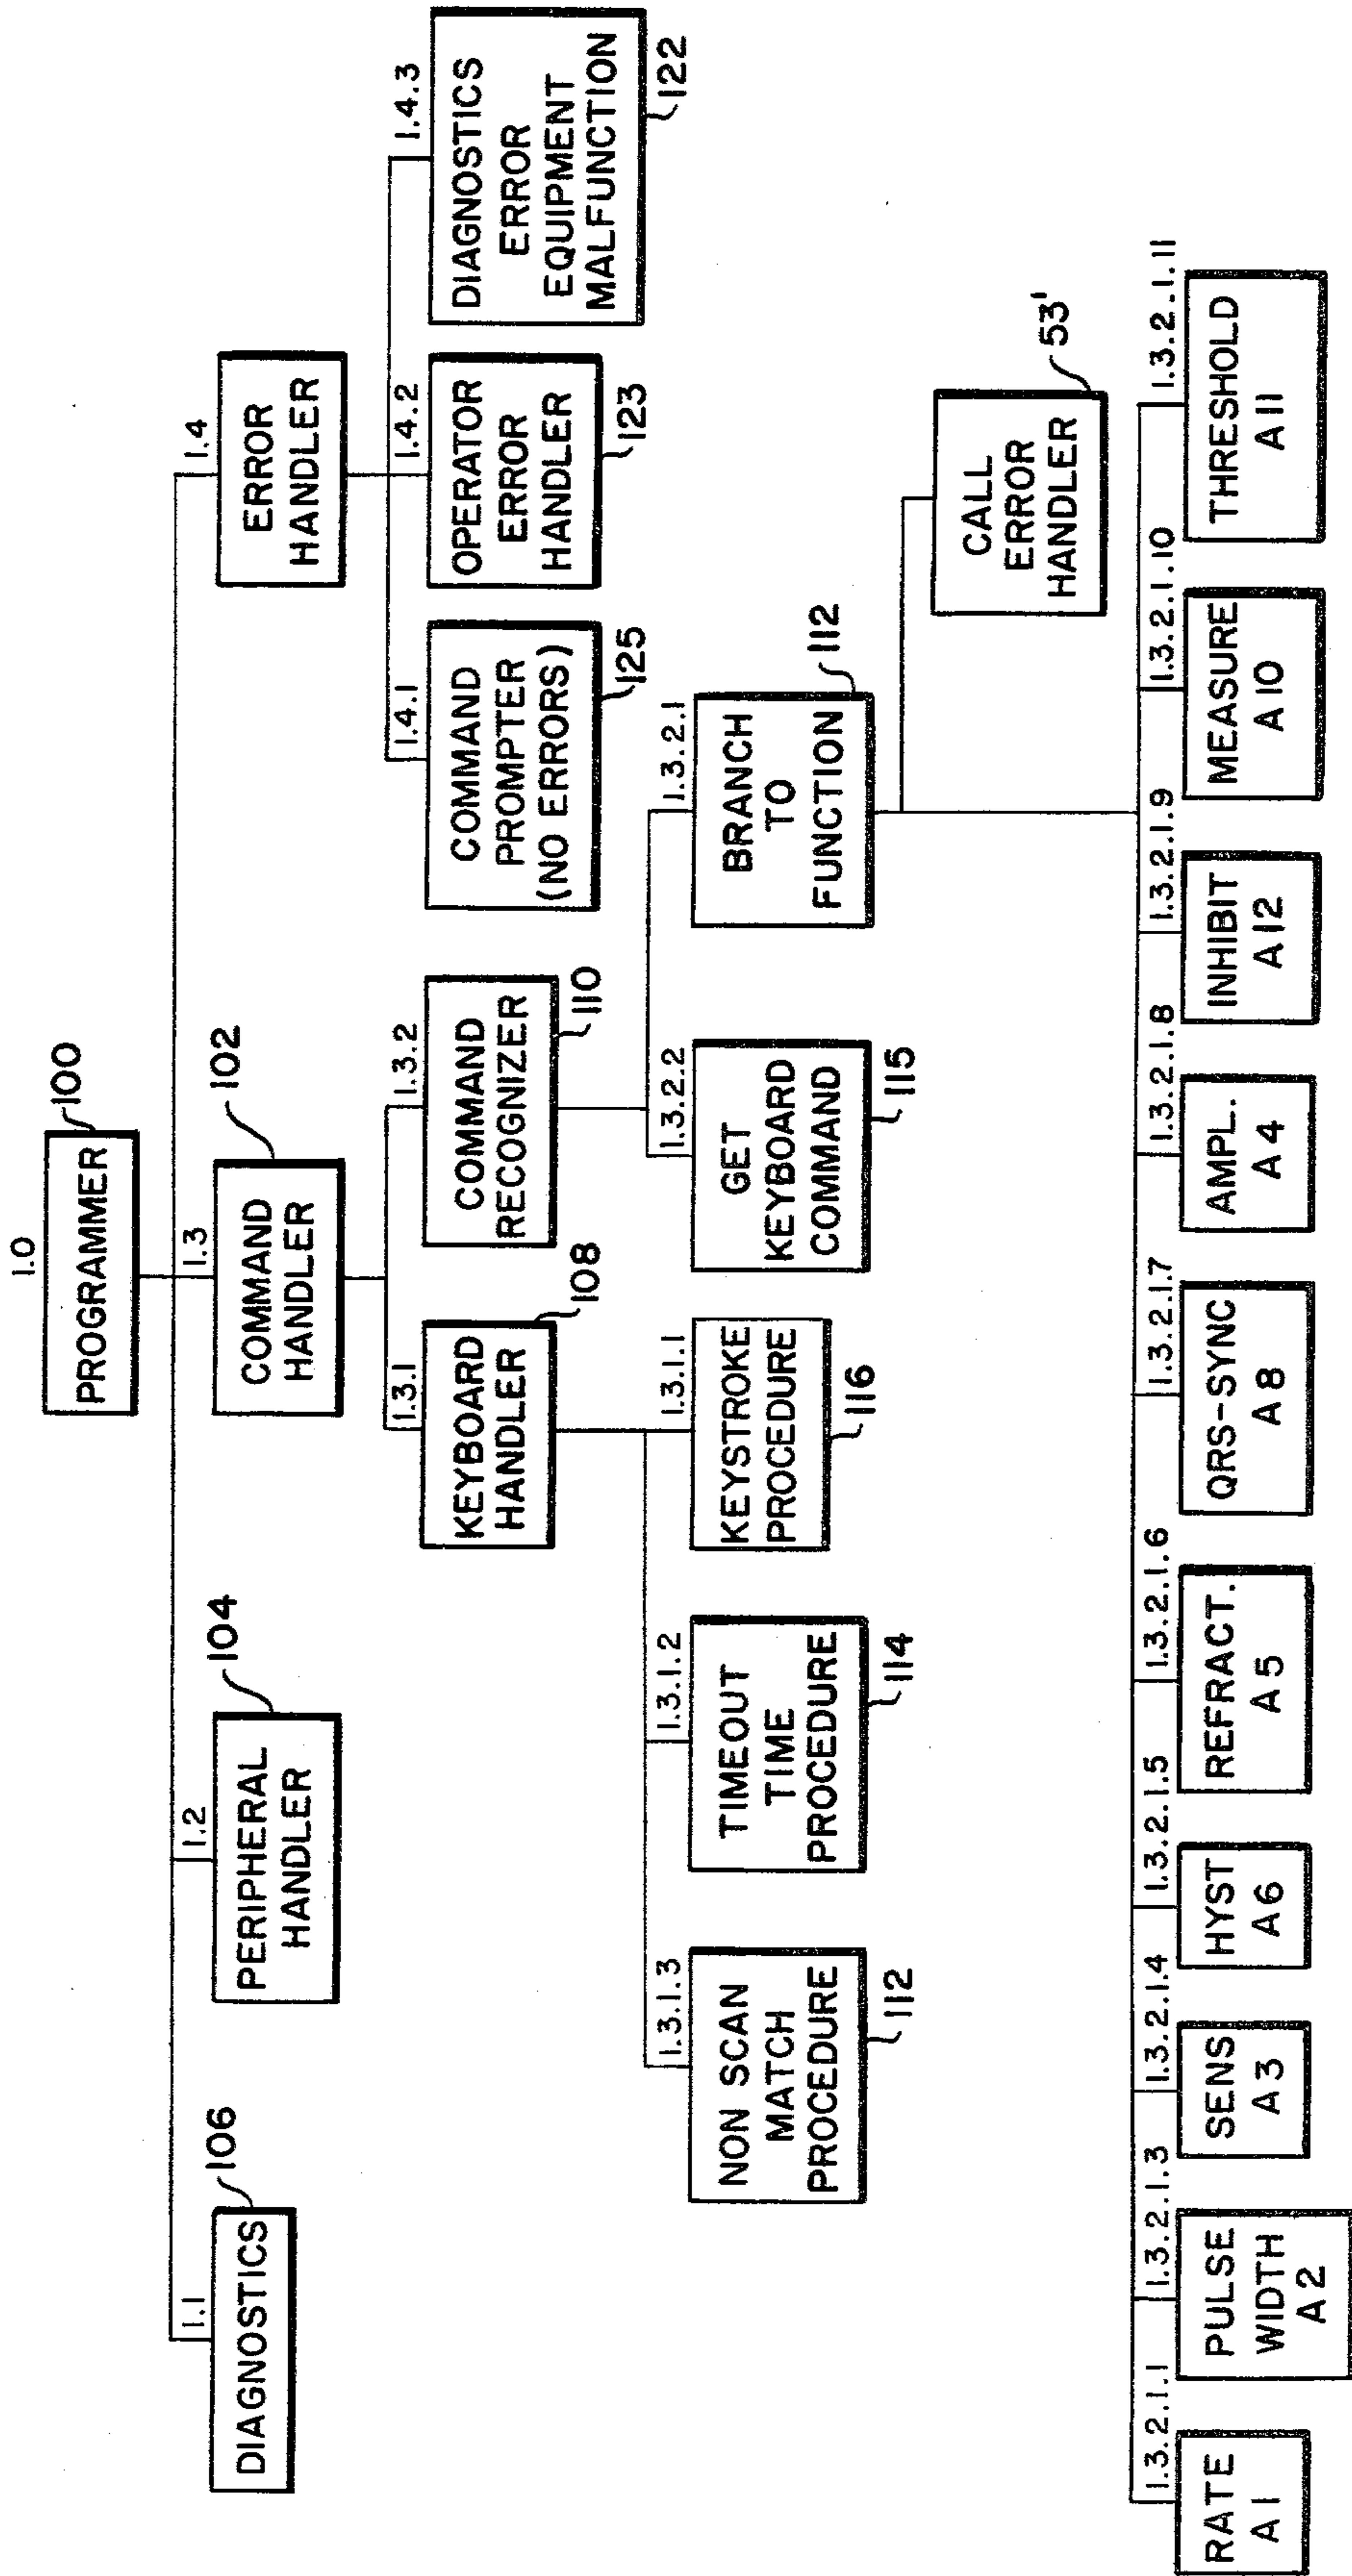 1.0
PROGRAMMER
100
1.1
DIAGNOSTICS
106
1.2
PERIPHERAL
HANDLER
104
1.3
COMMAND
HANDLER
102
1.4
ERROR
HANDLER
1.3.1
KEYBOARD
HANDLER
108
1.3.2
COMMAND
RECOGNIZER
110
1.4.1
COMMAND
PROMPTER
(NO ERRORS)
125
1.4.2
OPERATOR
ERROR
HANDLER
123
1.4.3
DIAGNOSTICS
ERROR
EQUIPMENT
MALFUNCTION
122
1.3.1.3
NON SCAN
MATCH
PROCEDURE
112
1.3.1.2
TIMEOUT
TIME
PROCEDURE
114
1.3.1.1
KEYSTROKE
PROCEDURE
116
1.3.2.2
GET
KEYBOARD
COMMAND
115
1.3.2.1
BRANCH
TO
FUNCTION
112
CALL
ERROR
HANDLER
53'
1.3.2.1.1
RATE
A1
1.3.2.1.3
PULSE
WIDTH
A2
1.3.2.1.4
SENS
A3
1.3.2.1.5
HYST
A6
1.3.2.1.6
REFRACT.
A5
1.3.2.1.7
QRS-SYNC
A8
1.3.2.1.8
AMPL.
A4
1.3.2.1.9
INHIBIT
A12
1.3.2.1.10
MEASURE
A10
1.3.2.1.11
THRESHOLD
A11